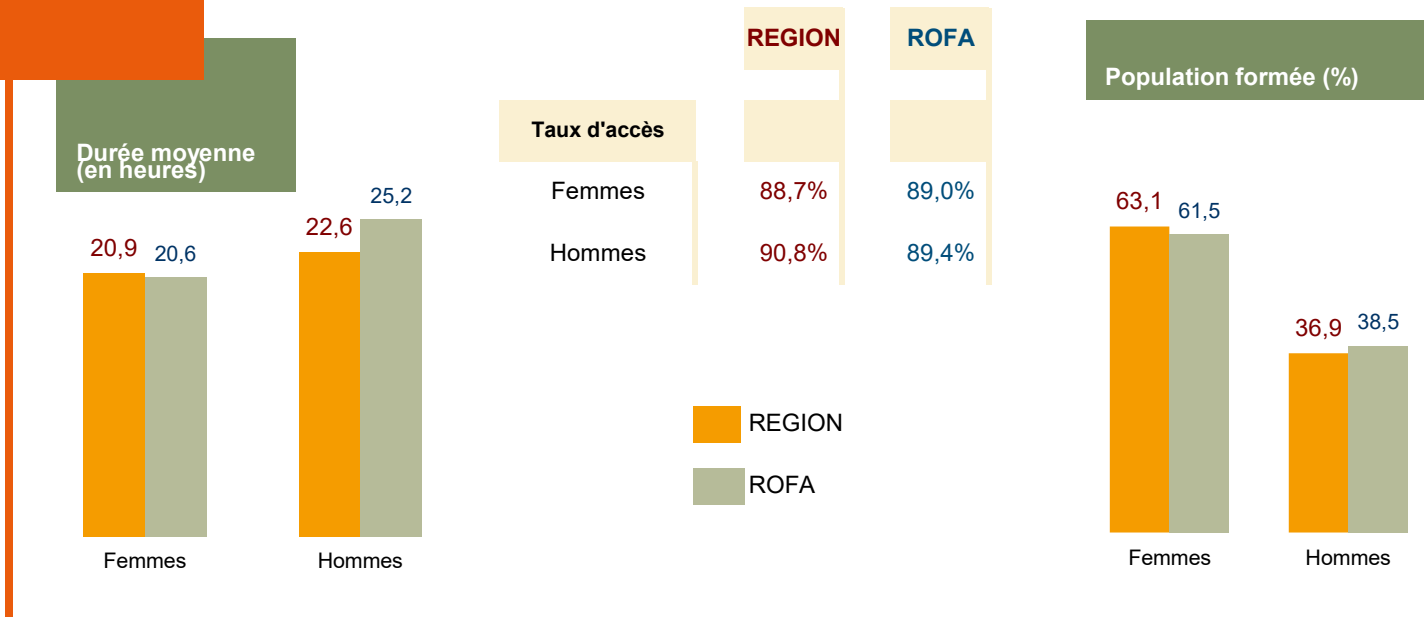 Durée moyenne
(en heures)
20,9
20,6
22,6
25,2
Femmes
Hommes
REGION
ROFA
Taux d'accès
Femmes
88,7%
89,0%
Hommes
90,8%
89,4%
REGION
ROFA
Population formée (%)
63,1
61,5
36,9
38,5
Femmes
Hommes